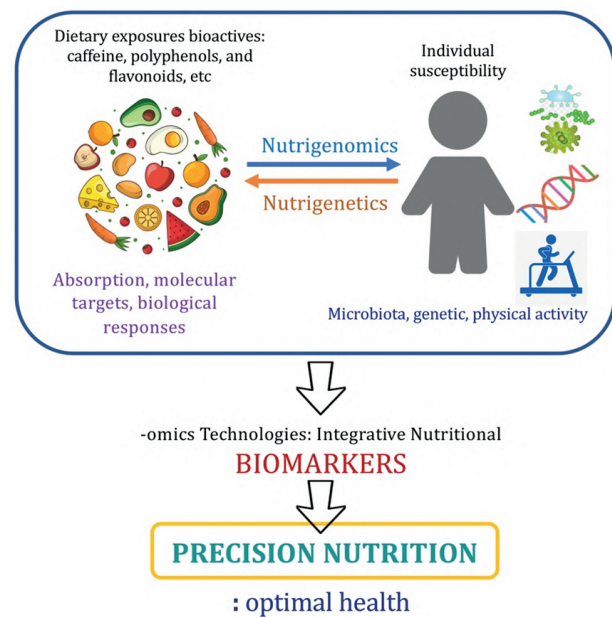 Dietary exposures bioactives:
caffeine, polyphenols, and
flavonoids, etc
Individual
susceptibility
Nutrigenomics
Nutrigenetics
Absorption, molecular
targets, biological
responses
Microbiota, genetic, physical activity
-omics Technologies: Integrative Nutritional
BIOMARKERS
PRECISION NUTRITION
: optimal health